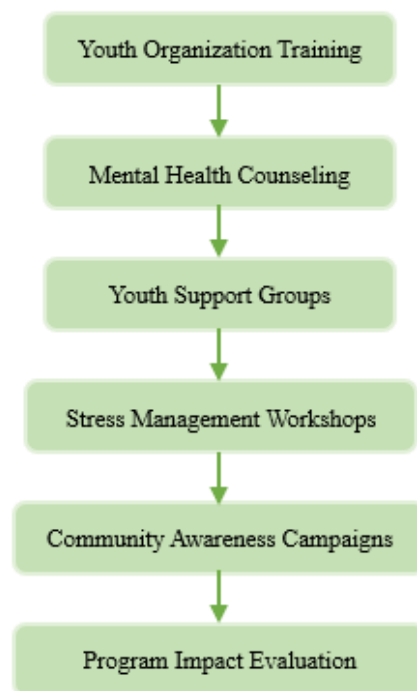 Youth Organization Training
Mental Health Counseling
Youth Support Groups
Stress Management Workshops
Community Awareness Campaigns
Program Impact Evaluation